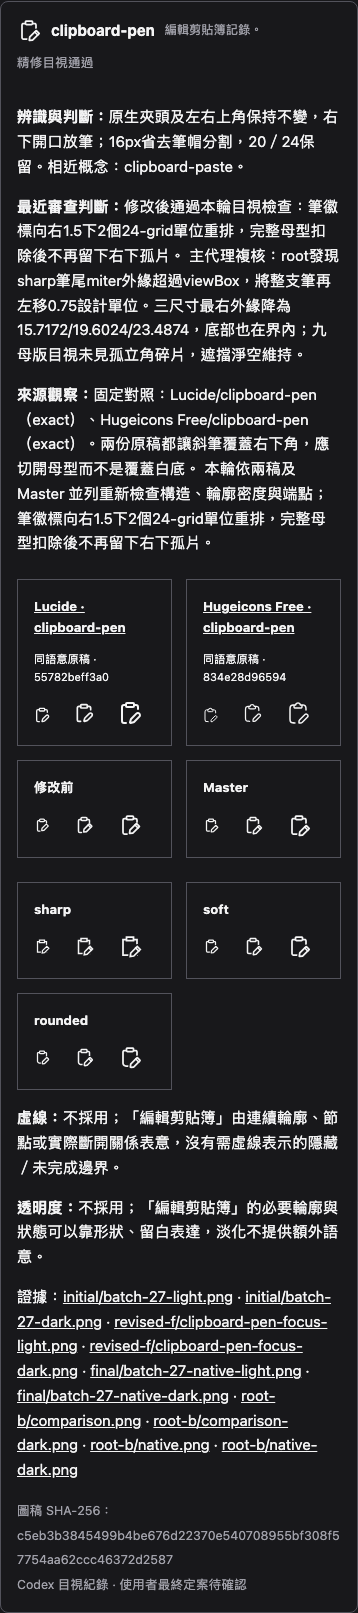 clipboard-pen 編輯剪貼簿記錄。
精修目視通過
辨識與判斷：原生夾頭及左右上角保持不變，右
下開口放筆；16px省去筆帽分割，20 / 24保
留。相近概念：clipboard-paste。
最近審查判斷：修改後通過本輪目視檢查：筆徽
標向右1.5下2個24-grid單位重排，完整母型扣
除後不再留下右下孤片。 主代理複核：root發現
sharp筆尾miter外緣超過viewBox，將整支筆再
左移0.75設計單位。三尺寸最右外緣降為
15.7172/19.6024/23.4874，底部也在界內；九
母版目視未見孤立角碎片，遮擋淨空維持。
來源觀察：固定對照：Lucide/clipboard-pen
（exact）、Hugeicons Free/clipboard-pen
（exact）。兩份原稿都讓斜筆覆蓋右下角，應
切開母型而不是覆蓋白底。 本輪依兩稿及
Master 並列重新檢查構造、輪廓密度與端點；
筆徽標向右1.5下2個24-grid單位重排，完整母
型扣除後不再留下右下孤片。
Lucide ·
clipboard-pen
同語意原稿 ·
55782beff3a0
Hugeicons Free ·
clipboard-pen
同語意原稿 ·
834e28d96594
修改前
Master
sharp
soft
rounded
虛線：不採用；「編輯剪貼簿」由連續輪廓、節
點或實際斷開關係表意，沒有需虛線表示的隱藏
／未完成邊界。
透明度：不採用；「編輯剪貼簿」的必要輪廓與
狀態可以靠形狀、留白表達，淡化不提供額外語
意。
證據：initial/batch-27-light.png · initial/batch-
27-dark.png · revised-f/clipboard-pen-focus-
light.png · revised-f/clipboard-pen-focus-
dark.png · final/batch-27-native-light.png ·
final/batch-27-native-dark.png · root-
b/comparison.png · root-b/comparison-
dark.png · root-b/native.png · root-b/native-
dark.png
圖稿 SHA-256：
c5eb3b3845499b4be676d22370e540708955bf308f5
7754aa62ccc46372d2587
Codex 目視紀錄 · 使用者最終定案待確認